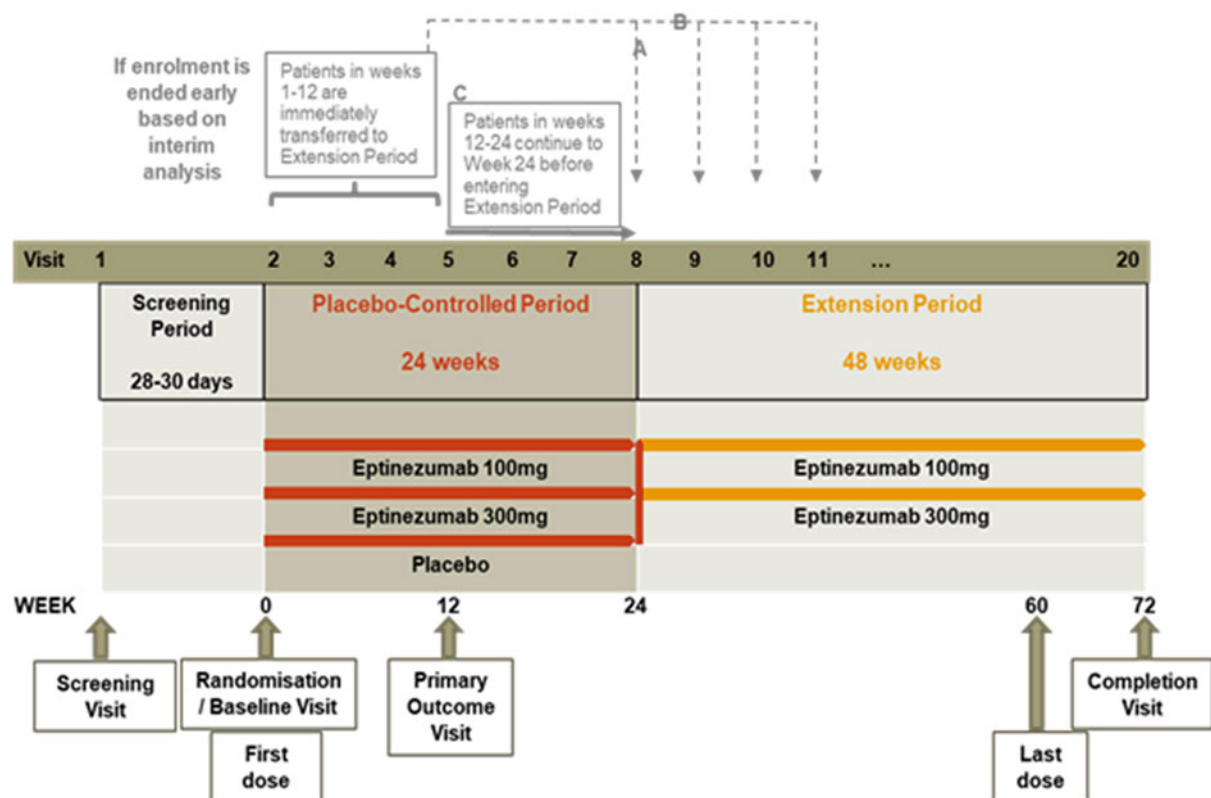 B
A
If enrolment is
ended early
based on
interim
analysis
Patients in weeks
1-12 are
immediately
transferred to
Extension Period
C
Patients in weeks
12-24 continue to
Week 24 before
entering
Extension Period
Visit 1 2 3 4 5 6 7 8 9 10 11 ... 20
Screening
Period
28-30 days
Placebo-Controlled Period
24 weeks
Extension Period
48 weeks
Eptinezumab 100mg
Eptinezumab 100mg
Eptinezumab 300mg
Eptinezumab 300mg
Placebo
WEEK 0 12 24 60 72
Screening
Visit
Randomisation
/ Baseline Visit
First
dose
Primary
Outcome
Visit
Last
dose
Completion
Visit